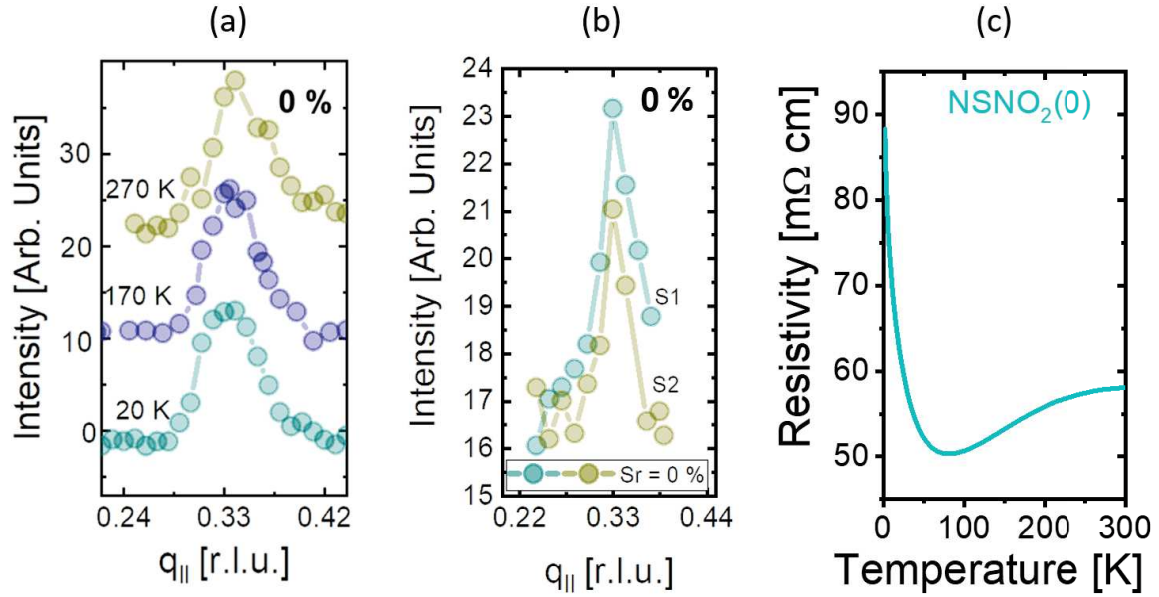 (a)
(b)
(c)
Intensity [Arb. Units]
30
20
10
0
0 %
270 K
170 K
20 K
0.24 0.33 0.42
q|| [r.l.u.]
Intensity [Arb. Units]
24
23
22
21
20
19
18
17
16
15
0 %
S1
S2
Sr = 0 %
0.22 0.33 0.44
q|| [r.l.u.]
Resistivity [mΩ cm]
90
80
70
60
50
NSNO₂(0)
0 100 200 300
Temperature [K]